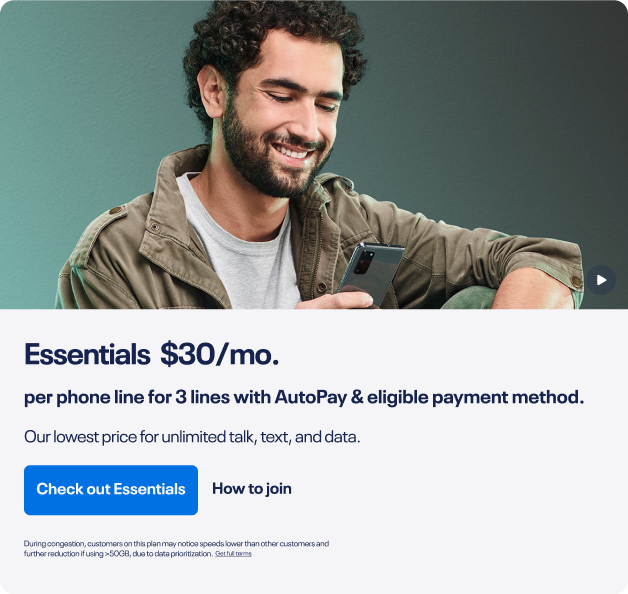 Essentials $30/mo.
per phone line for 3 lines with AutoPay & eligible payment method.
Our lowest price for unlimited talk, text, and data.
Check out Essentials
How to join
During congestion, customers on this plan may notice speeds lower than other customers and
further reduction if using >50GB, due to data prioritization. Get full terms